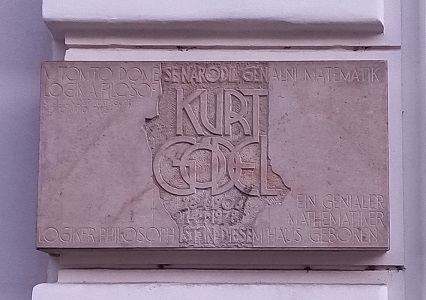 V TOMTO DOMĚ SE NARODIL GENIÁLNÍ MATEMATIK
LOGIK A FILOSOF
KURT
GÖDEL
EIN GENIALER
MATHEMATIKER
LOGIKER PHILOSOPH IST IN DIESEM HAUS GEBOREN